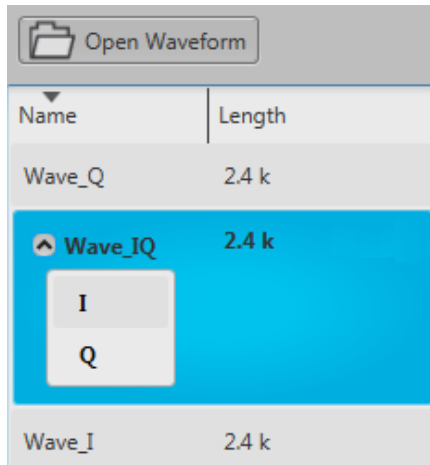 Open Waveform
Name Length
Wave_Q 2.4 k
Wave_IQ 2.4 k
I
Q
Wave_I 2.4 k